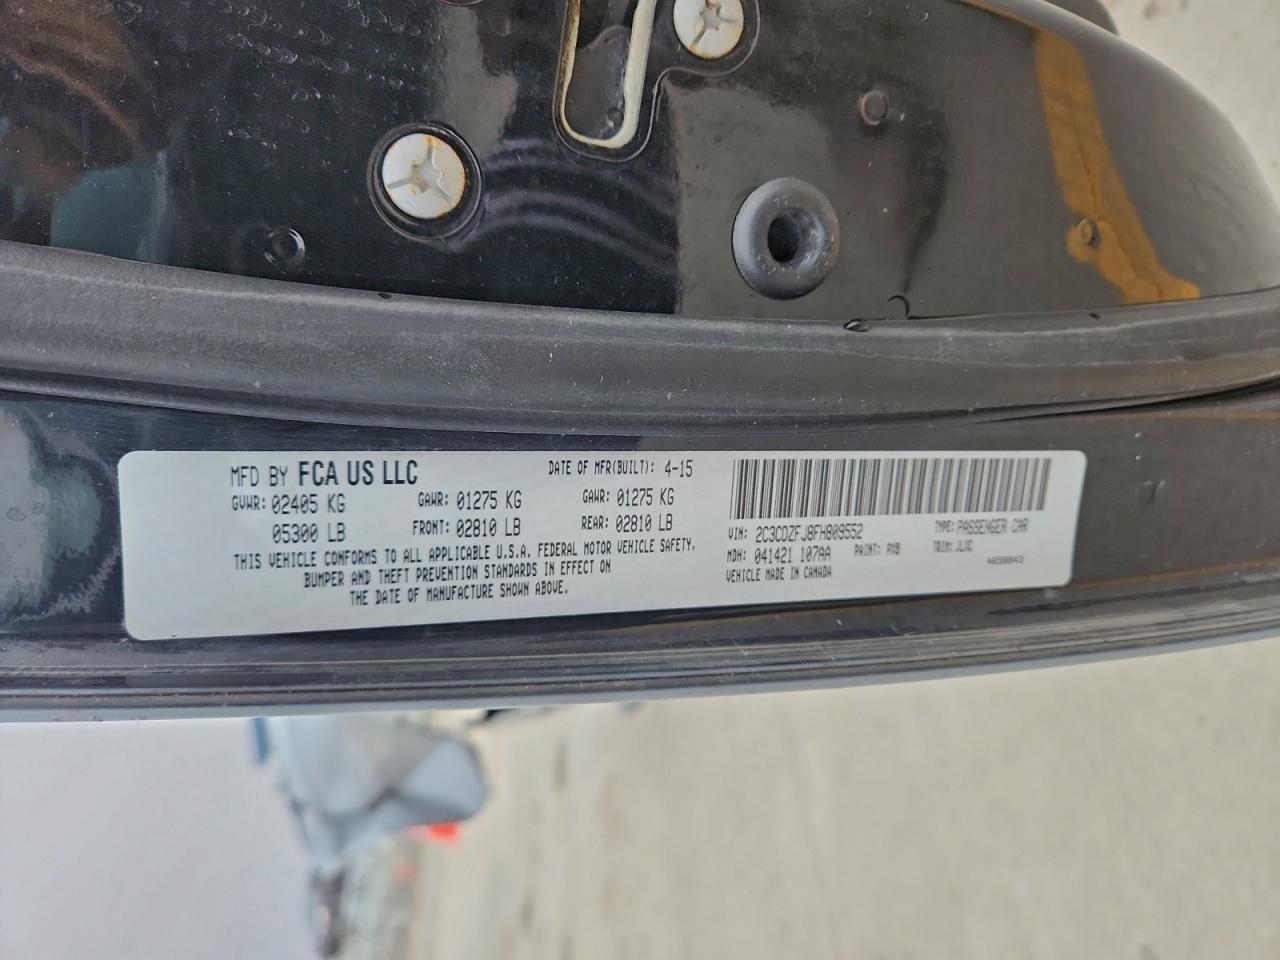 MFD BY FCA US LLC
DATE OF MFR(BUILT): 4-15
GVWR: 02405 KG
GAWR: 01275 KG
GAWR: 01275 KG
05300 LB
FRONT: 02810 LB
REAR: 02810 LB
THIS VEHICLE CONFORMS TO ALL APPLICABLE U.S.A. FEDERAL MOTOR VEHICLE SAFETY,
BUMPER AND THEFT PREVENTION STANDARDS IN EFFECT ON
THE DATE OF MANUFACTURE SHOWN ABOVE.
VIN: 2C3CDZFJ8FH809552
TYPE: PASSENGER CAR
MDH: 041421 107AA
PAINT: PXB
TRIM:
VEHICLE MADE IN CANADA